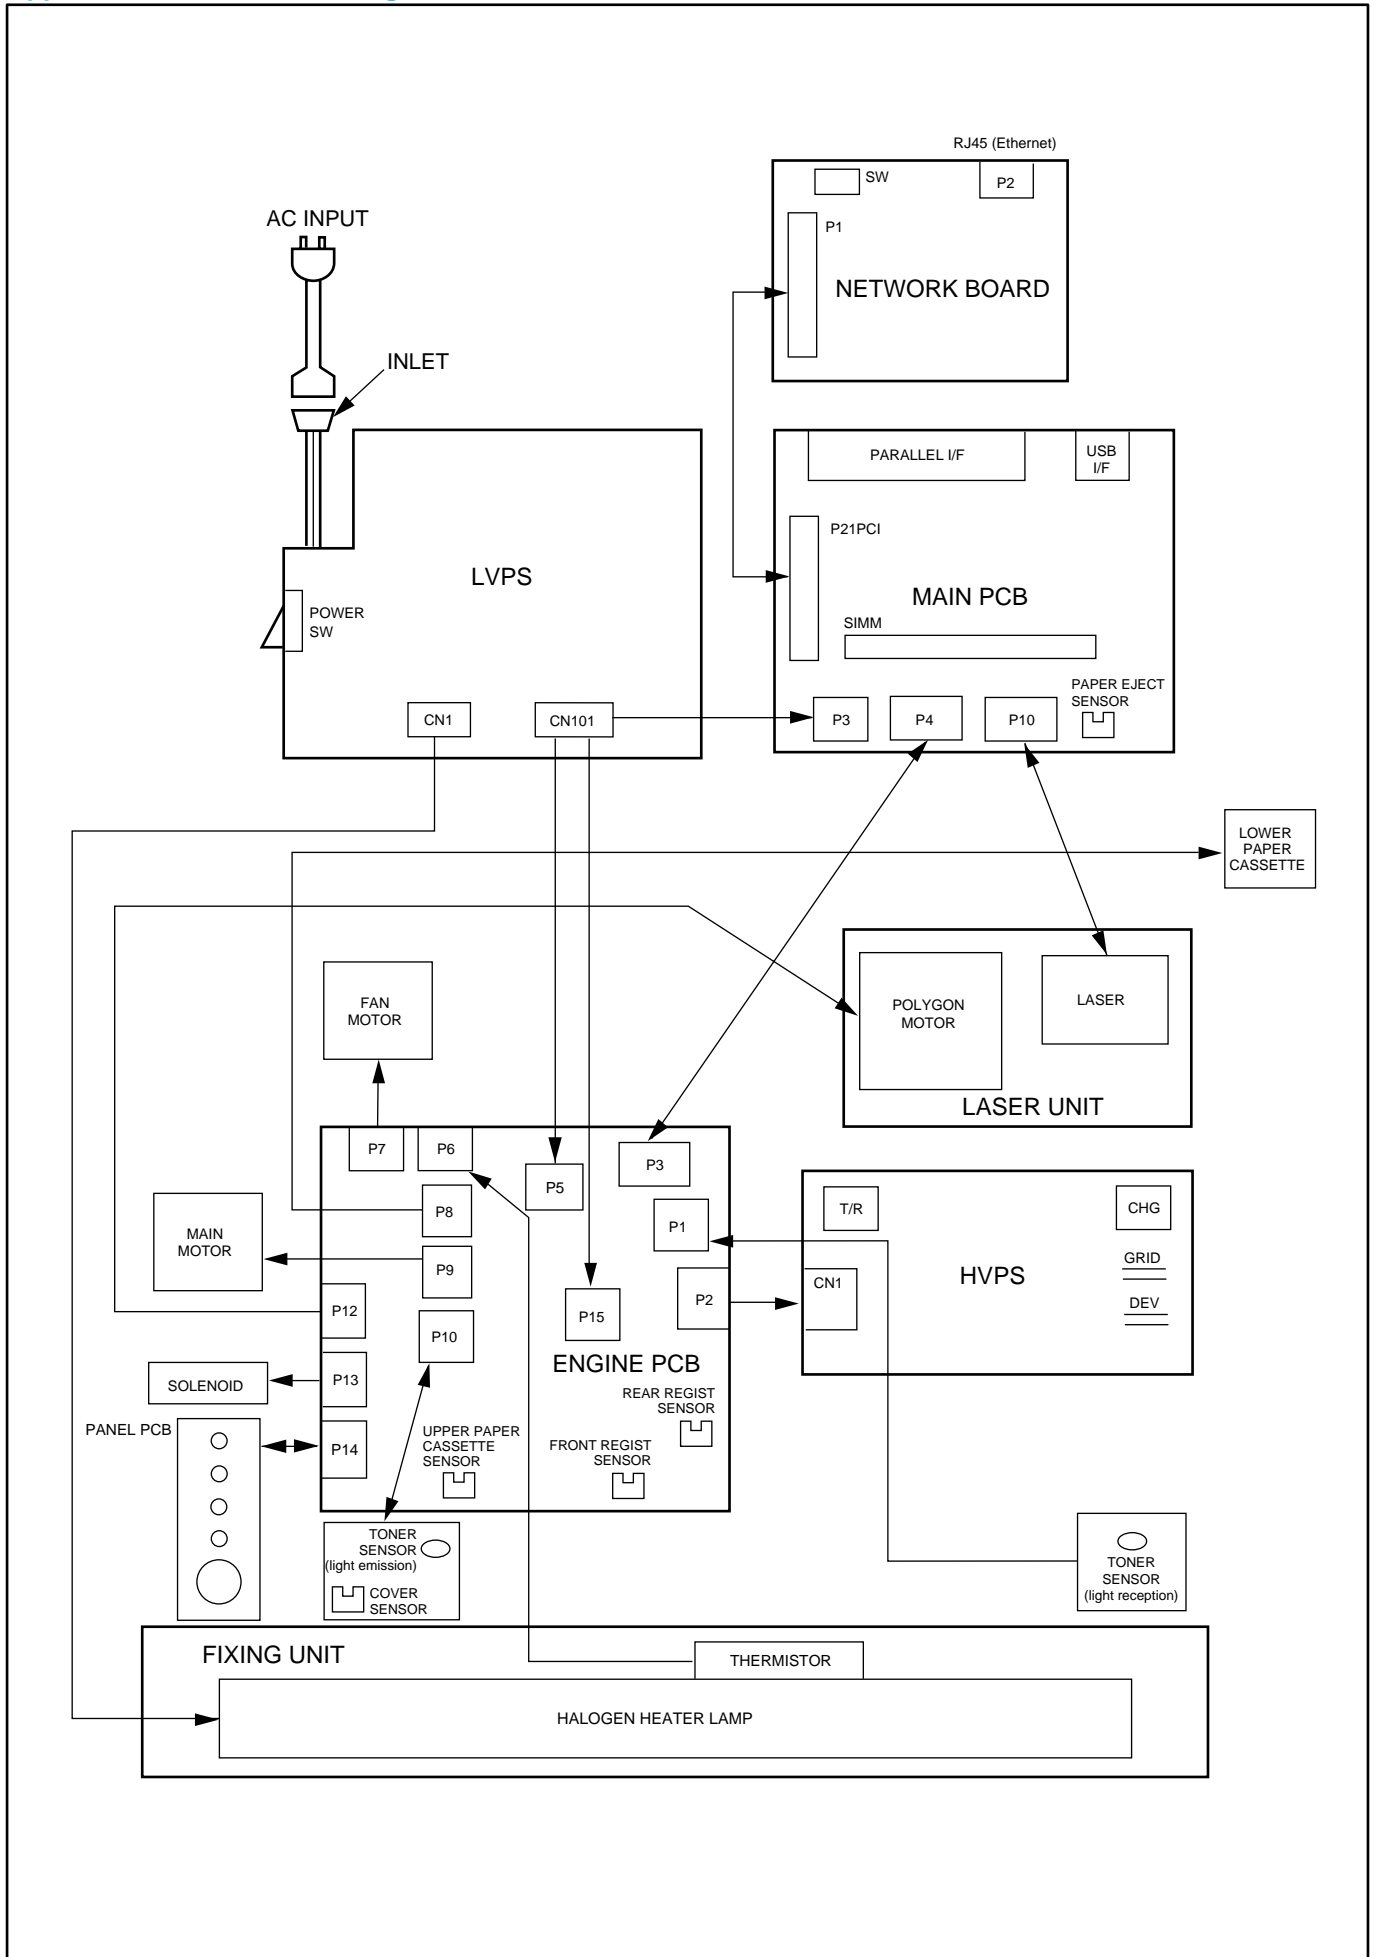 RJ45 (Ethernet)
SW
P2
P1
NETWORK BOARD
AC INPUT
INLET
PARALLEL I/F
USB
I/F
P21PCI
MAIN PCB
SIMM
PAPER EJECT
SENSOR
P3
P4
P10
LVPS
POWER
SW
CN1
CN101
LOWER
PAPER
CASSETTE
POLYGON
MOTOR
LASER
LASER UNIT
FAN
MOTOR
P7
P6
P5
P3
P8
P1
MAIN
MOTOR
P9
P12
P10
P15
P2
ENGINE PCB
SOLENOID
P13
REAR REGIST
SENSOR
PANEL PCB
P14
UPPER PAPER
CASSETTE
SENSOR
FRONT REGIST
SENSOR
T/R
CHG
GRID
HVPS
CN1
DEV
TONER
SENSOR
(light emission)
COVER
SENSOR
TONER
SENSOR
(light reception)
FIXING UNIT
THERMISTOR
HALOGEN HEATER LAMP